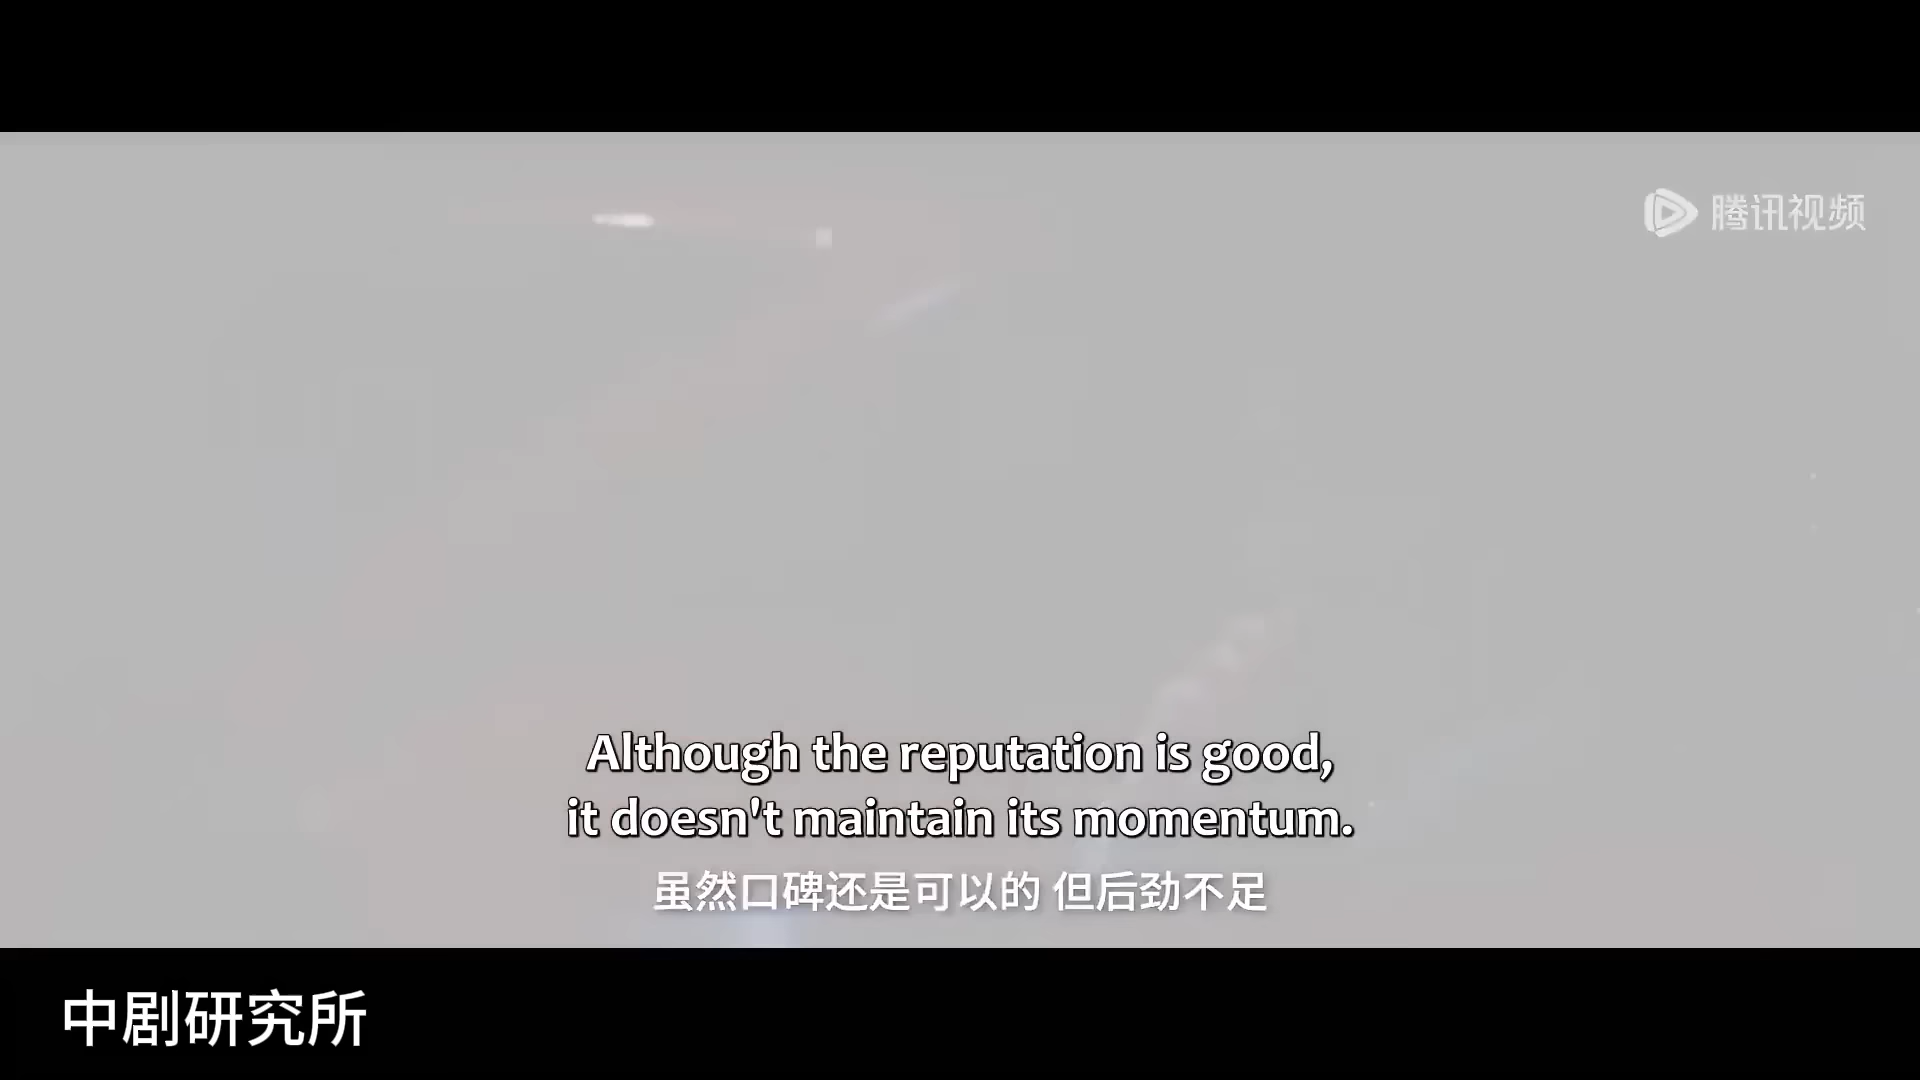 腾讯视频
Although the reputation is good,
it doesn't maintain its momentum.
虽然口碑还是可以的 但后劲不足
中剧研究所